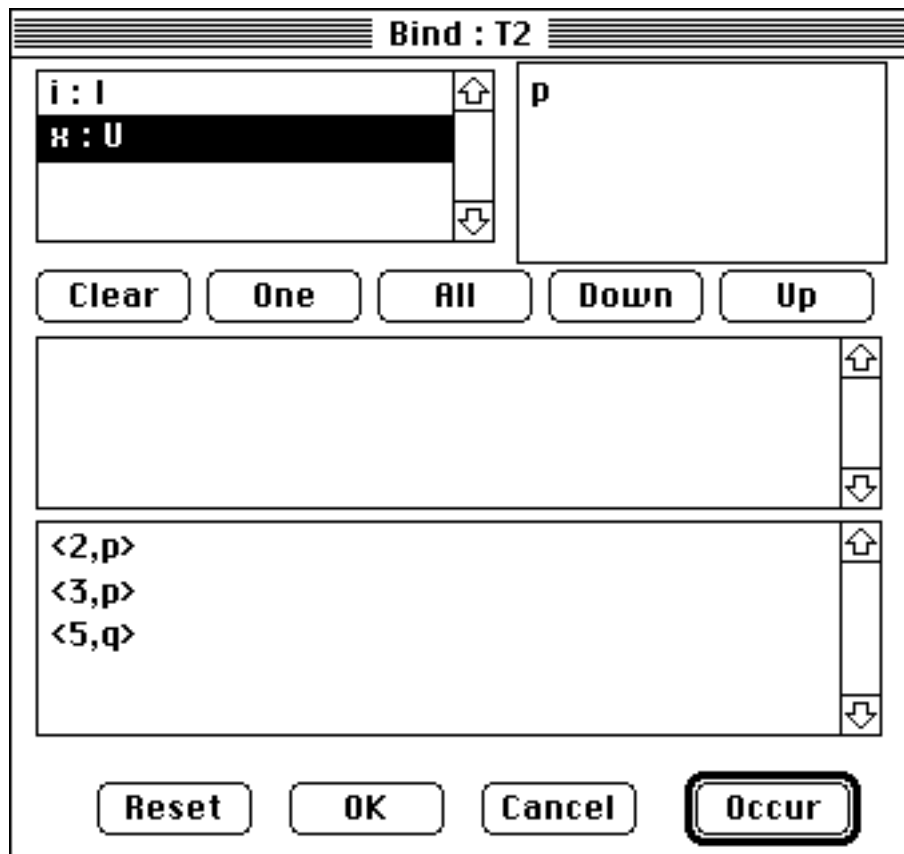 Bind : T2
i : I
x : U
p
Clear One All Down Up
<2,p>
<3,p>
<5,q>
Reset OK Cancel Occur